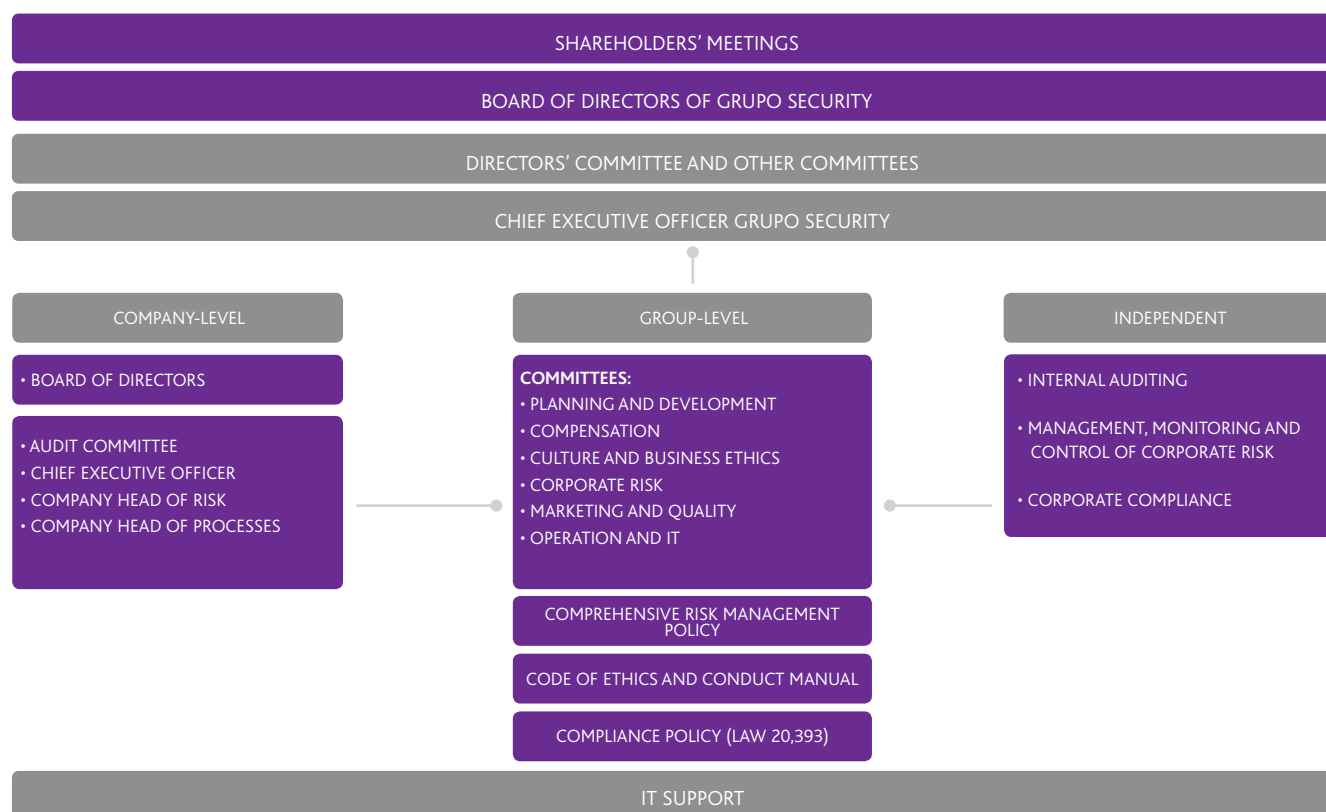 SHAREHOLDERS’ MEETINGS
BOARD OF DIRECTORS OF GRUPO SECURITY
DIRECTORS’ COMMITTEE AND OTHER COMMITTEES
CHIEF EXECUTIVE OFFICER GRUPO SECURITY
COMPANY-LEVEL
• BOARD OF DIRECTORS
• AUDIT COMMITTEE
• CHIEF EXECUTIVE OFFICER
• COMPANY HEAD OF RISK
• COMPANY HEAD OF PROCESSES
GROUP-LEVEL
COMMITTEES:
• PLANNING AND DEVELOPMENT
• COMPENSATION
• CULTURE AND BUSINESS ETHICS
• CORPORATE RISK
• MARKETING AND QUALITY
• OPERATION AND IT
COMPREHENSIVE RISK MANAGEMENT
POLICY
CODE OF ETHICS AND CONDUCT MANUAL
COMPLIANCE POLICY (LAW 20,393)
INDEPENDENT
• INTERNAL AUDITING
• MANAGEMENT, MONITORING AND
CONTROL OF CORPORATE RISK
• CORPORATE COMPLIANCE
IT SUPPORT